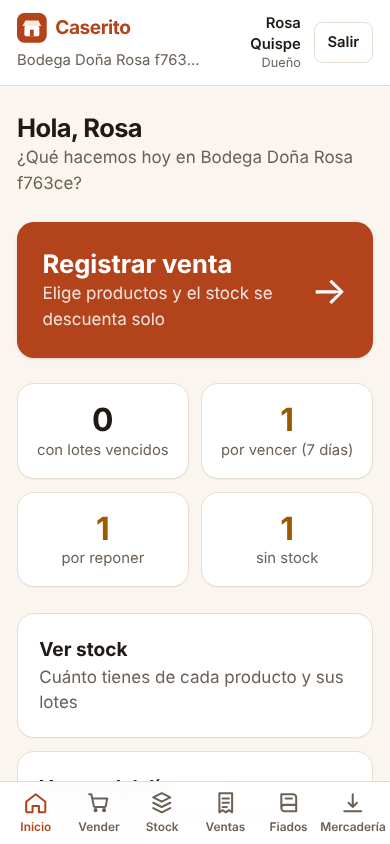 Caserito
Bodega Doña Rosa f763...
Rosa
Quispe
Dueño
Salir
Hola, Rosa
¿Qué hacemos hoy en Bodega Doña Rosa
f763ce?
Registrar venta
Elige productos y el stock se
descuenta solo
0
con lotes vencidos
1
por vencer (7 días)
1
por reponer
1
sin stock
Ver stock
Cuánto tienes de cada producto y sus
lotes
Inicio
Vender
Stock
Ventas
Fiados
Mercadería